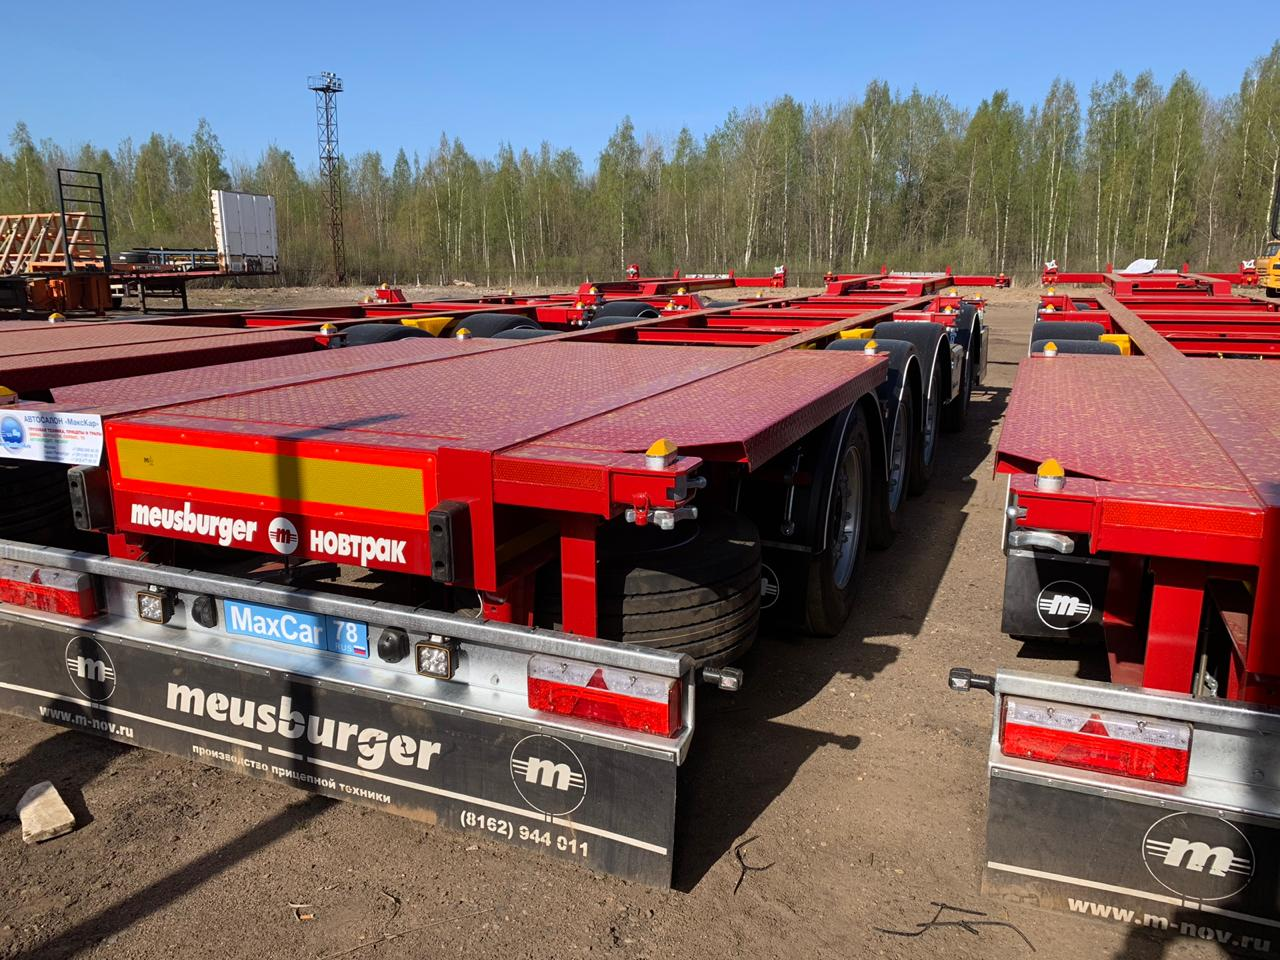 АВТОСАЛОН «МаксКар»
meusburger m НОВТРАК
MaxCar 78
RUS
m
meusburger
www.m-nov.ru
производство прицепной техники
m
(8162) 944 011
m
m
www.m-nov.ru